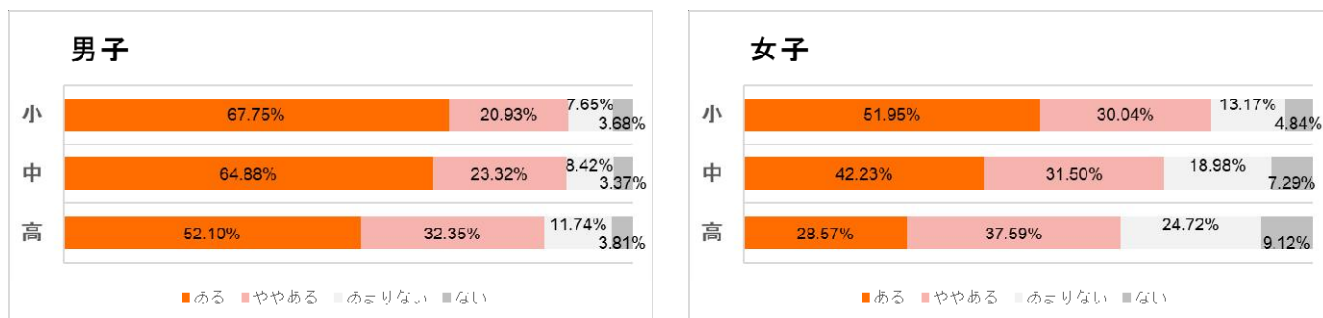 男子
小 67.75% 20.93% 7.65% 3.68%
中 64.88% 23.32% 8.42% 3.37%
高 52.10% 32.35% 11.74% 3.81%
ある ややある あまりない ない
女子
小 51.95% 30.04% 13.17% 4.84%
中 42.23% 31.50% 18.98% 7.29%
高 28.57% 37.59% 24.72% 9.12%
ある ややある あまりない ない